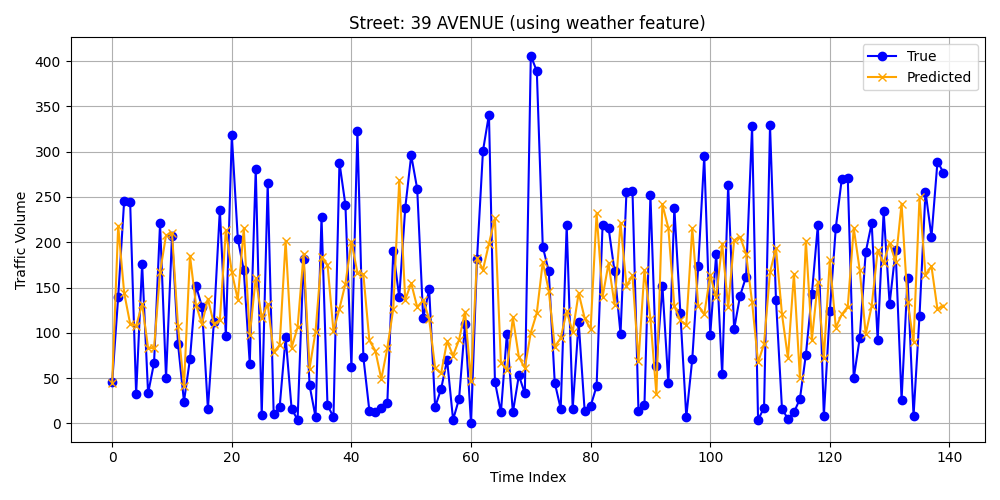 Street: 39 AVENUE (using weather feature)
True
Predicted
Traffic Volume
400
350
300
250
200
150
100
50
0
0 20 40 60 80 100 120 140
Time Index